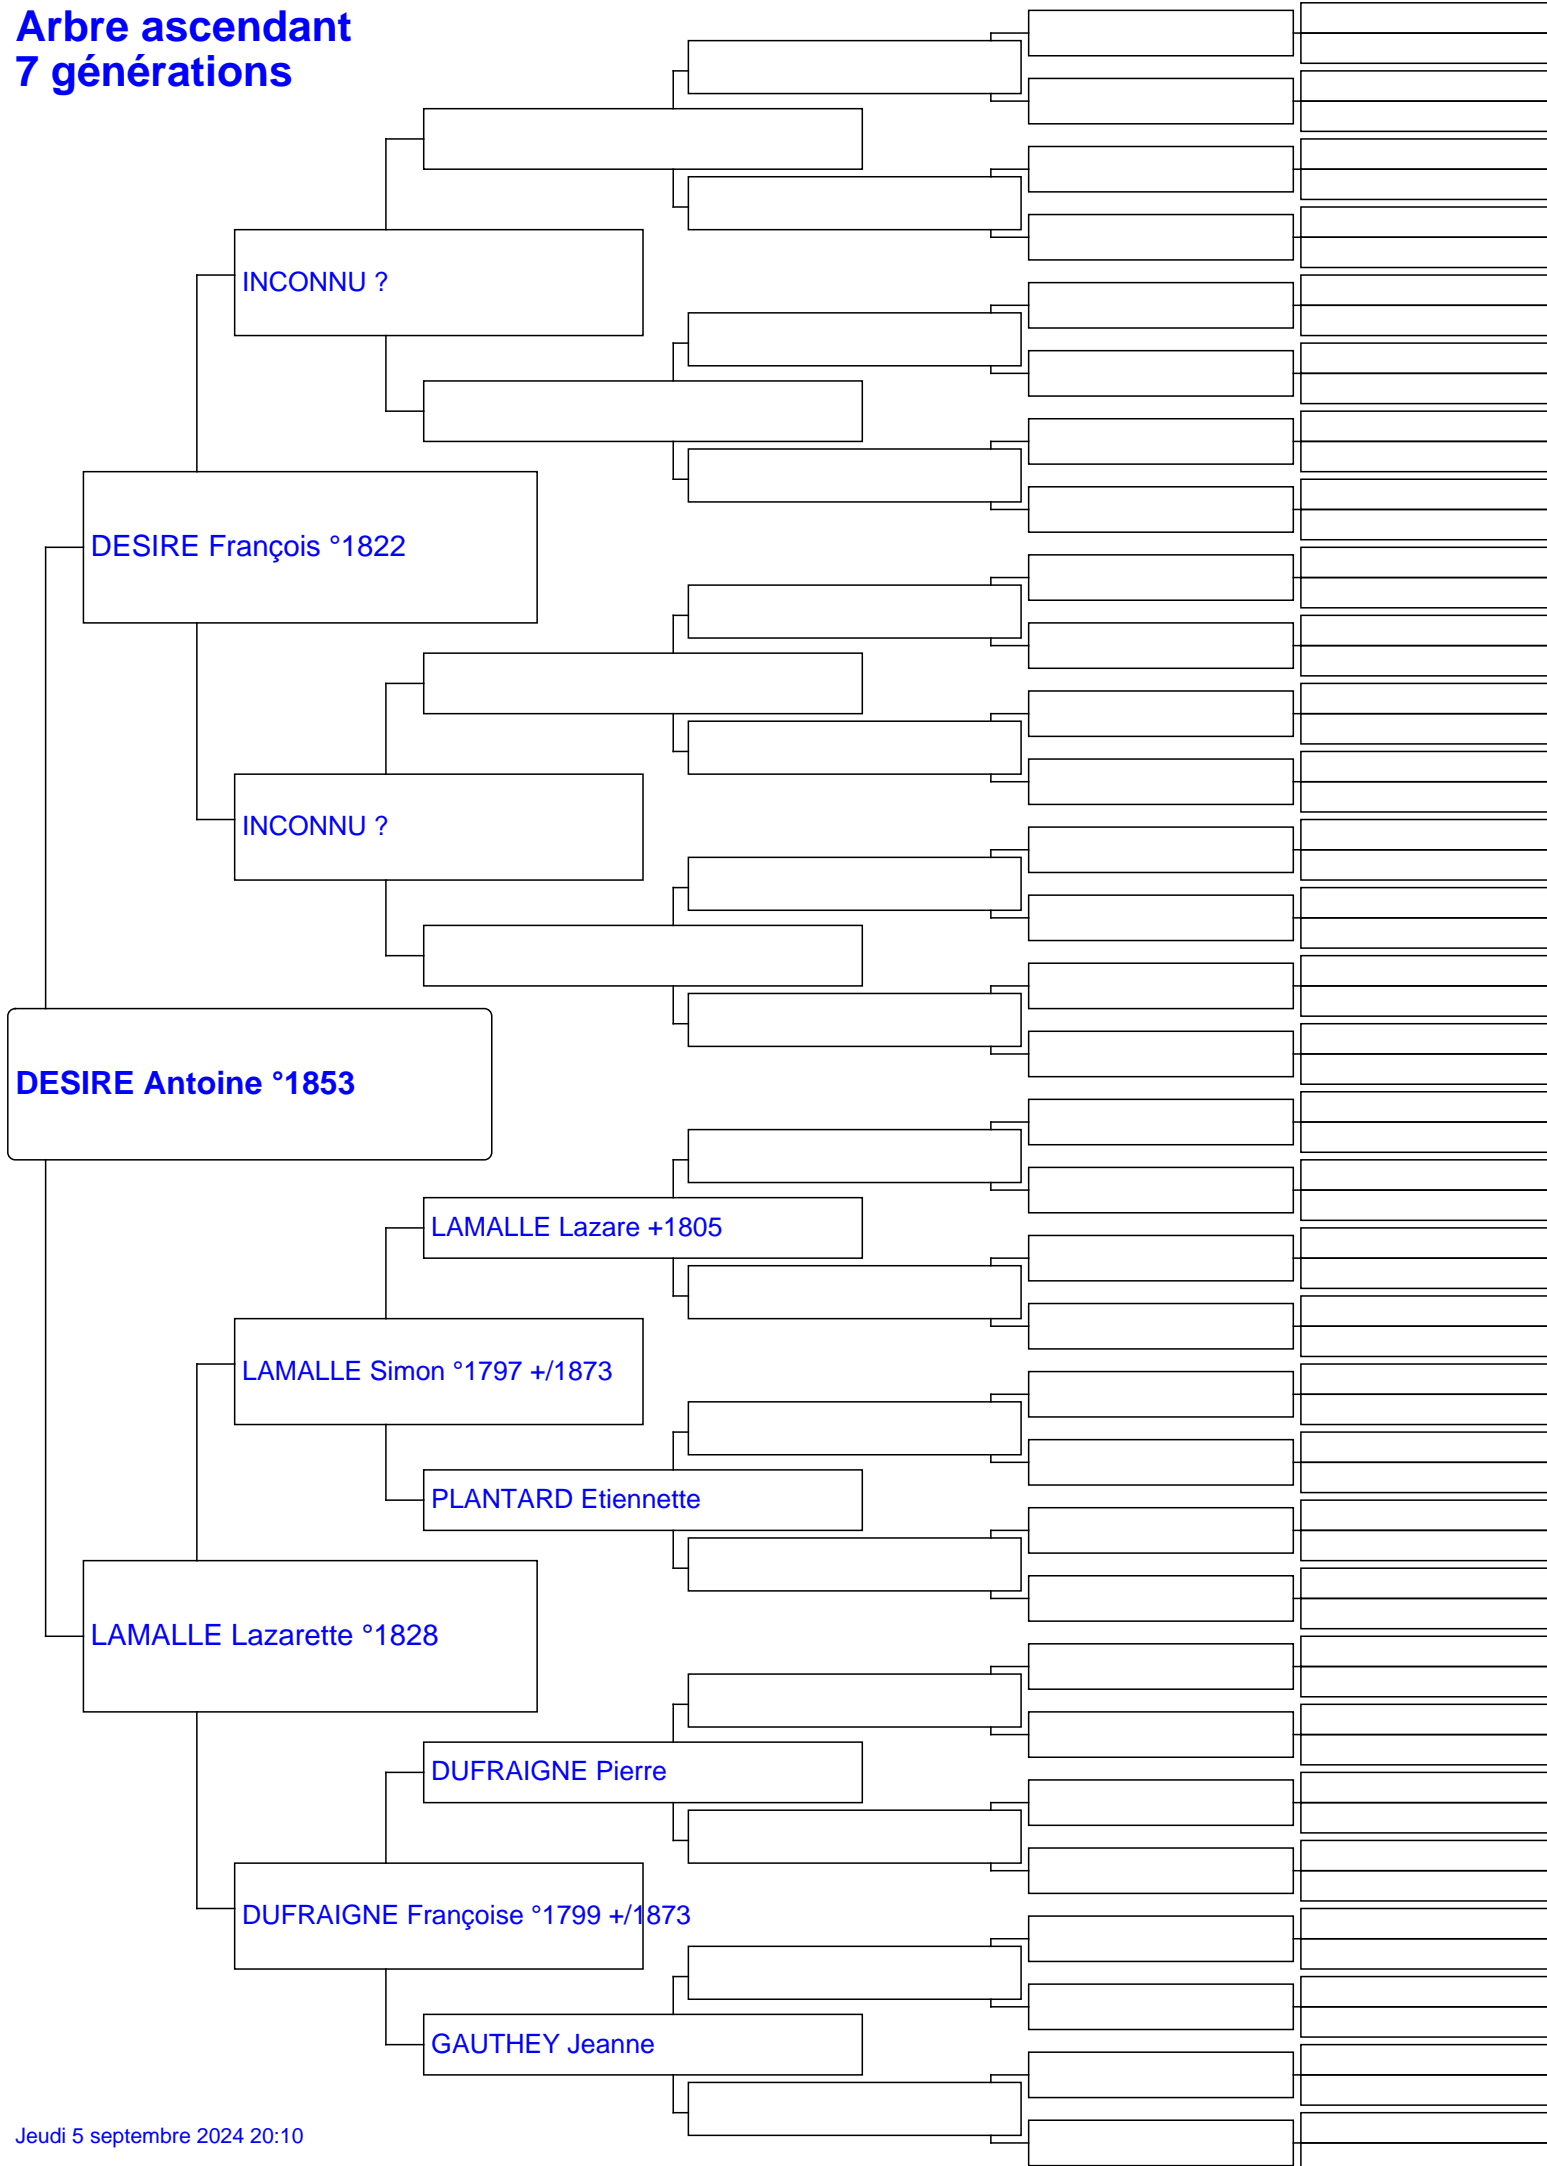 Arbre ascendant
7 générations
INCONNU ?
DESIRE François °1822
INCONNU ?
DESIRE Antoine °1853
LAMALLE Lazare +1805
LAMALLE Simon °1797 +/1873
PLANTARD Etiennette
LAMALLE Lazarette °1828
DUFRAIGNE Pierre
DUFRAIGNE Françoise °1799 +/1873
GAUTHEY Jeanne
Jeudi 5 septembre 2024 20:10